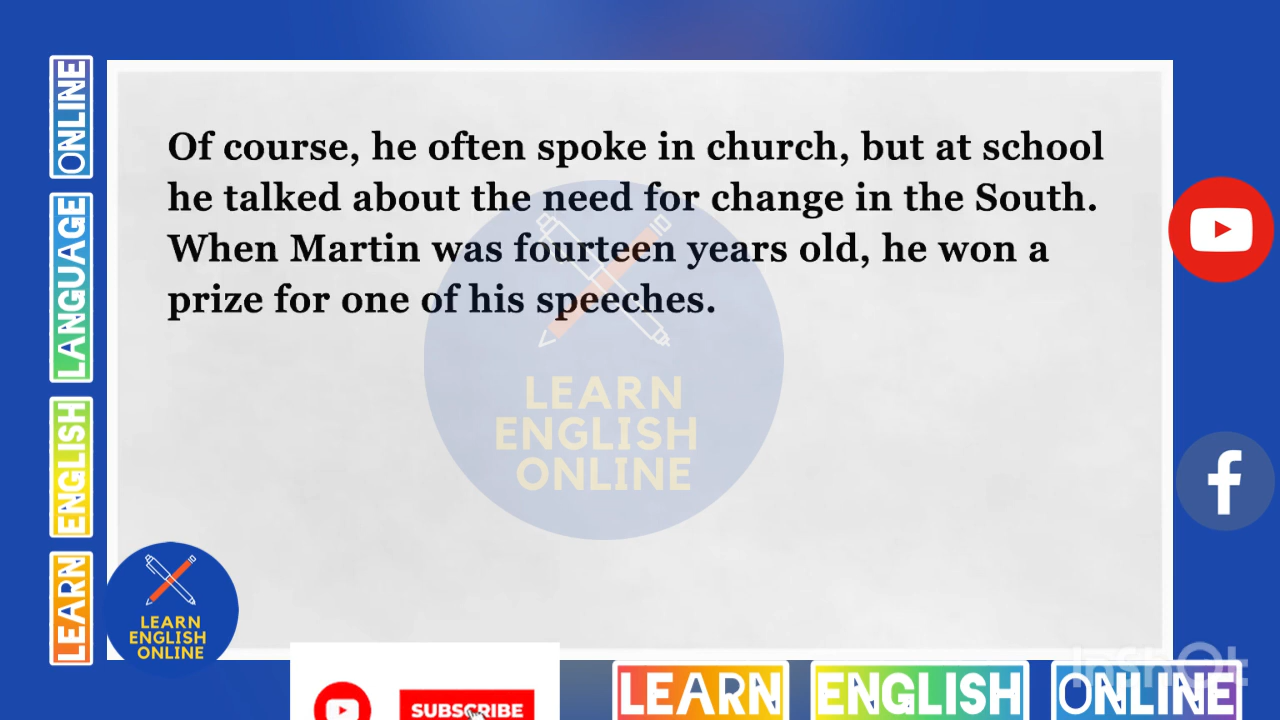 Of course, he often spoke in church, but at school
he talked about the need for change in the South.
When Martin was fourteen years old, he won a
prize for one of his speeches.
LEARN
ENGLISH
ONLINE
LEARN ENGLISH LANGUAGE ONLINE
LEARN
ENGLISH
ONLINE
SUBSCRIBE
LEARN ENGLISH ONLINE
InShOt